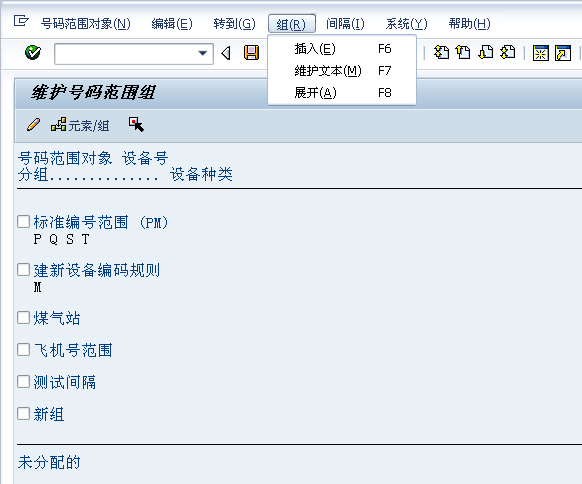 号码范围对象(N) 编辑(E) 转到(G) 组(R) 间隔(I) 系统(Y) 帮助(H)
插入(E) F6
维护文本(M) F7
展开(A) F8
维护号码范围组
元素/组
号码范围对象 设备号
分组.............. 设备种类
标准编号范围 (PM)
P Q S T
建新设备编码规则
M
煤气站
飞机号范围
测试间隔
新组
未分配的